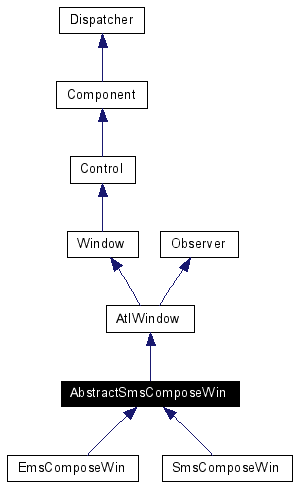 Dispatcher
Component
Control
Window
Observer
AtlWindow
AbstractSmsComposeWin
EmsComposeWin
SmsComposeWin